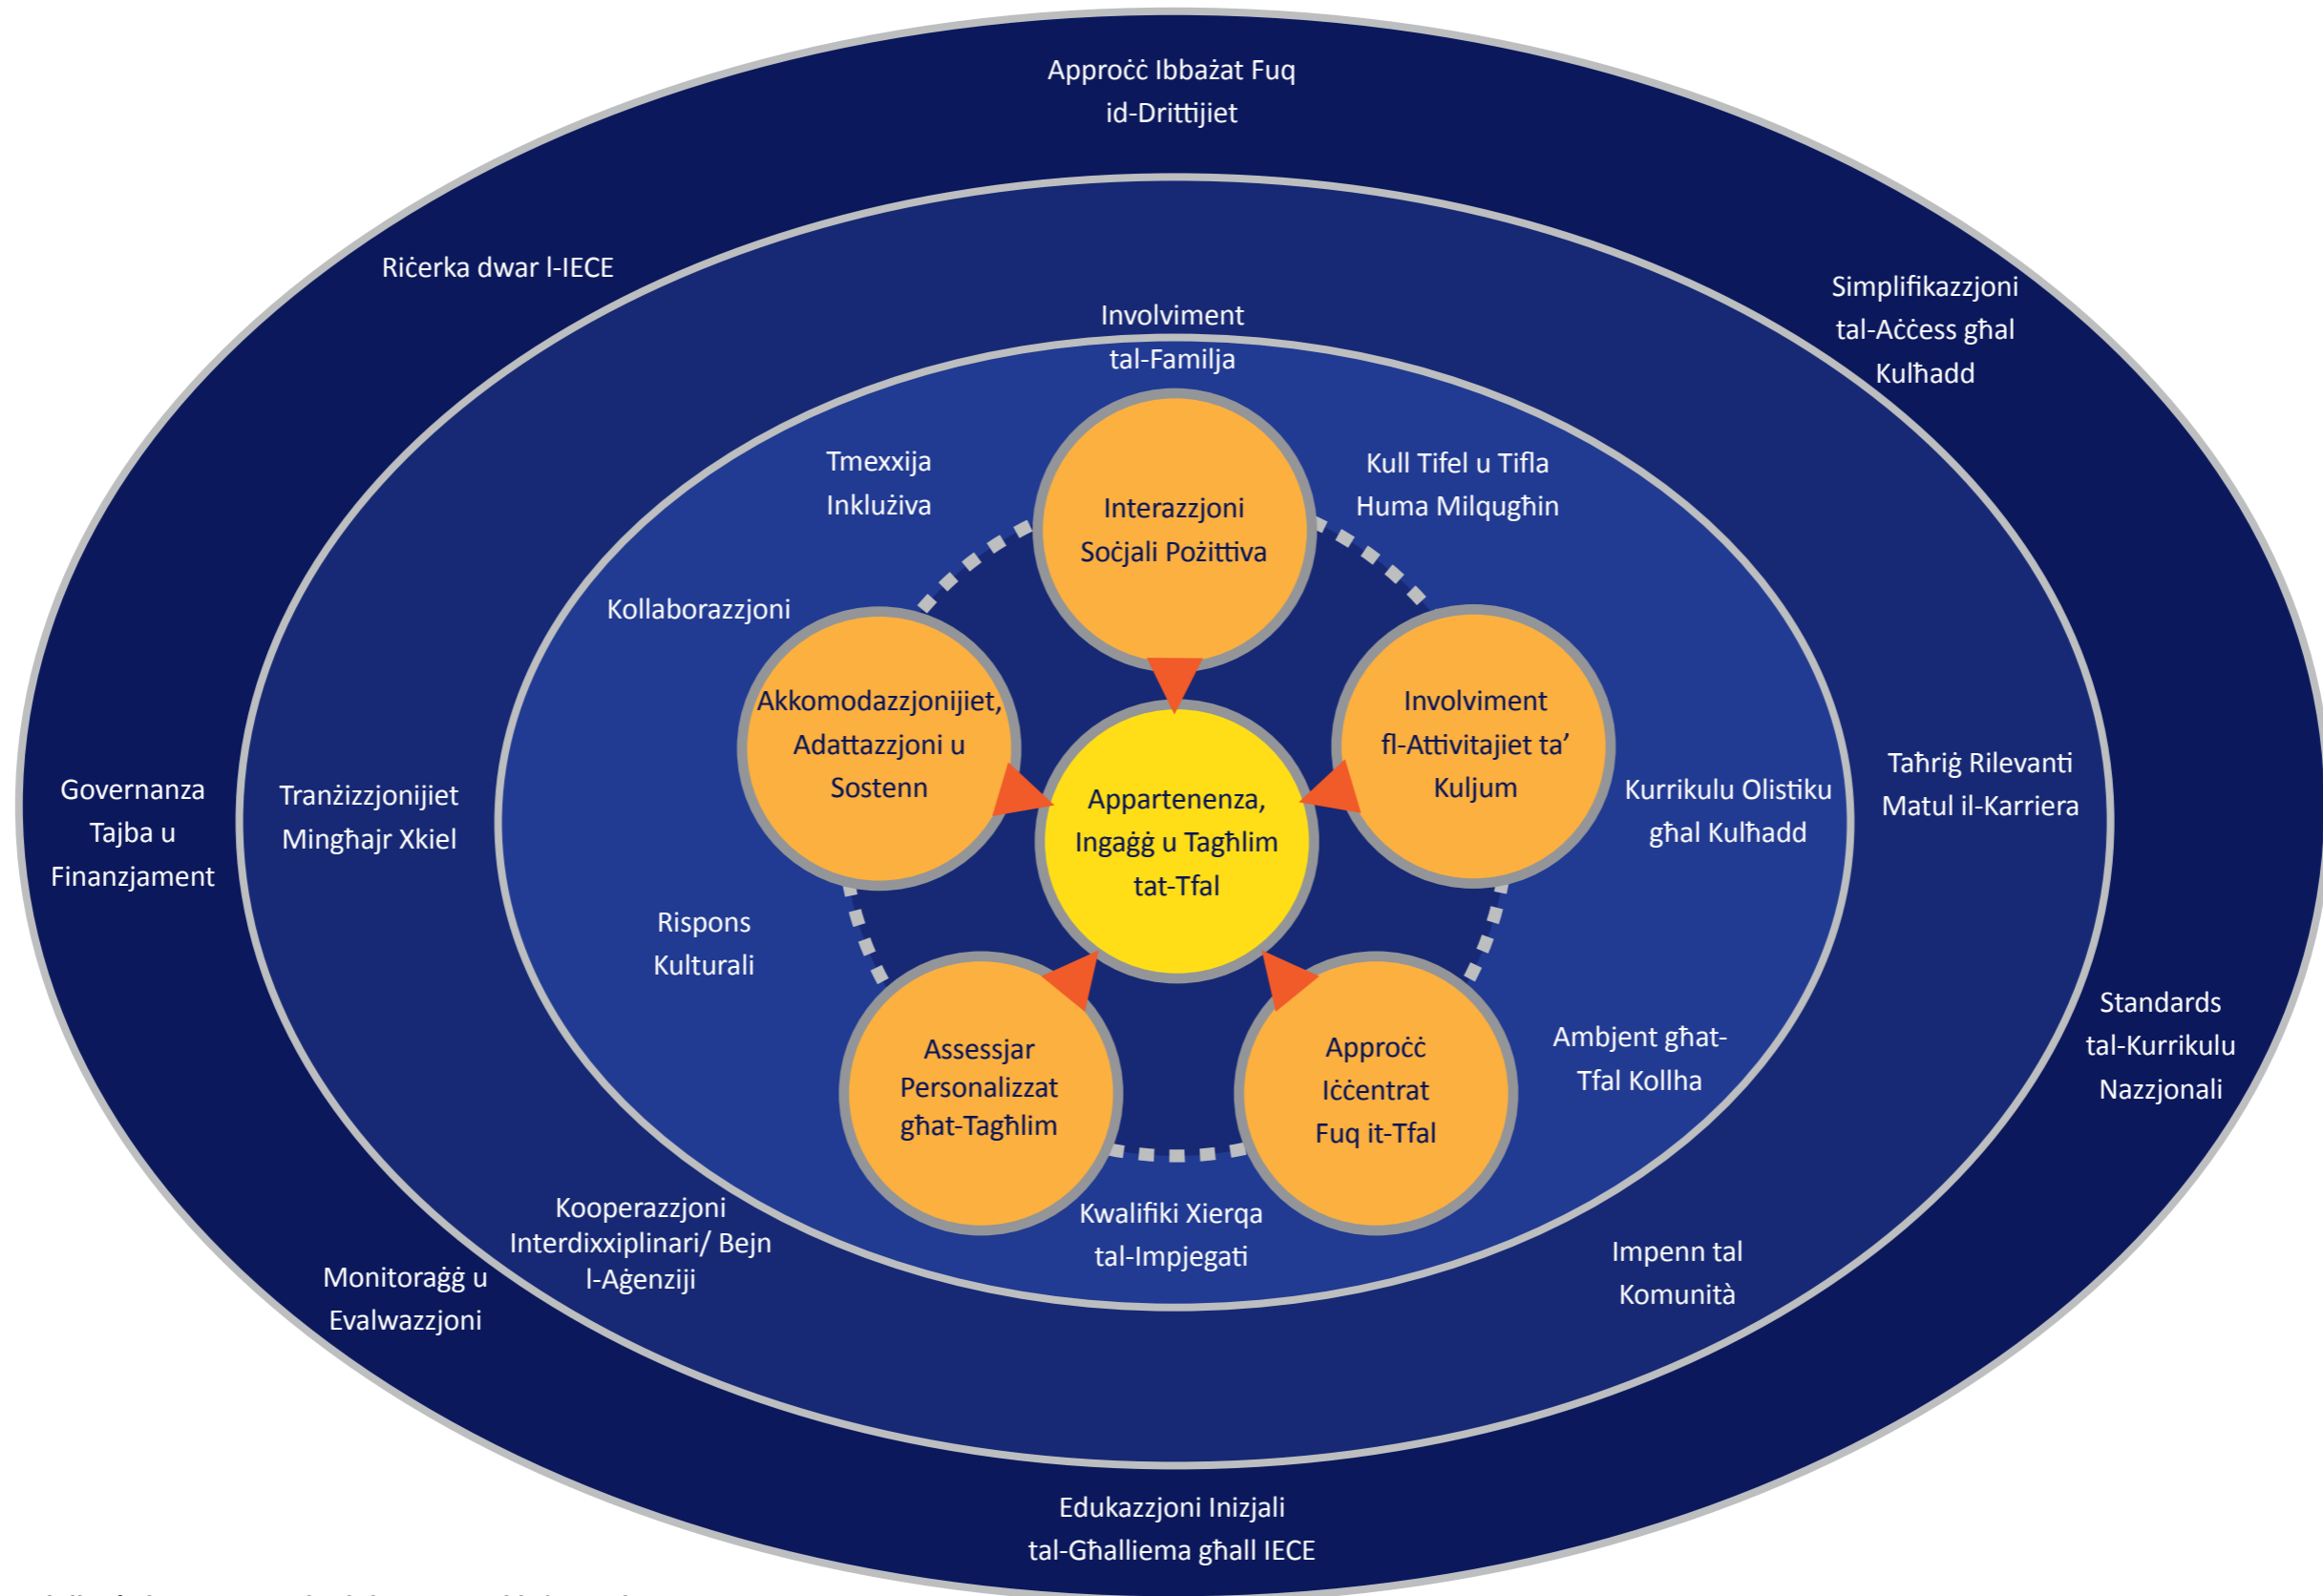 Approċċ Ibbażat Fuq
id-Drittijiet
Riċerka dwar l-IECE
Simplifikazzjoni
tal-Aċċess għal
Kulħadd
Involviment
tal-Familja
Tmexxija
Inklużiva
Kull Tifel u Tifla
Huma Milqugħin
Interazzjoni
Soċjali Pożittiva
Kollaborazzjoni
Akkomodazzjonijiet,
Adattazzjoni u
Sostenn
Involviment
fl-Attivitajiet ta’
Kuljum
Governanza
Tajba u
Finanzjament
Tranżizzjonijiet
Mingħajr Xkiel
Appartenenza,
Ingaġġ u Tagħlim
tat-Tfal
Kurrikulu Olistiku
għal Kulħadd
Taħriġ Rilevanti
Matul il-Karriera
Rispons
Kulturali
Assessjar
Personalizzat
għat-Tagħlim
Approċċ
Iċċentrat
Fuq it-Tfal
Ambjent għat-
Tfal Kollha
Standards
tal-Kurrikulu
Nazzjonali
Kooperazzjoni
Interdixxiplinari/ Bejn
l-Aġenziji
Kwalifiki Xierqa
tal-Impjegati
Impenn tal
Komunità
Monitoraġġ u
Evalwazzjoni
Edukazzjoni Inizjali
tal-Għalliema għall IECE